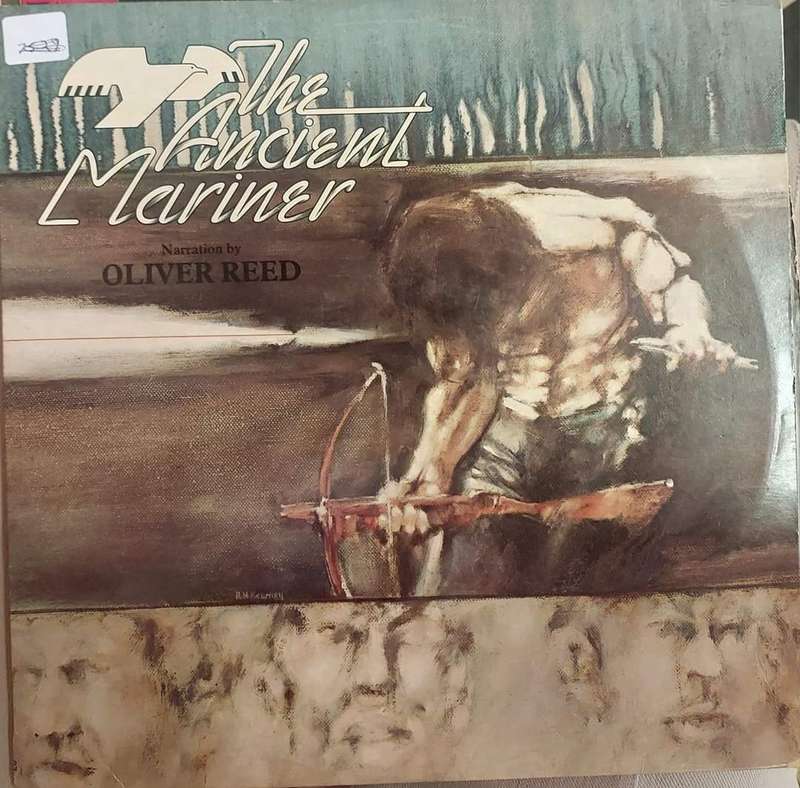 The
Ancient
Mariner
Narration by
OLIVER REED